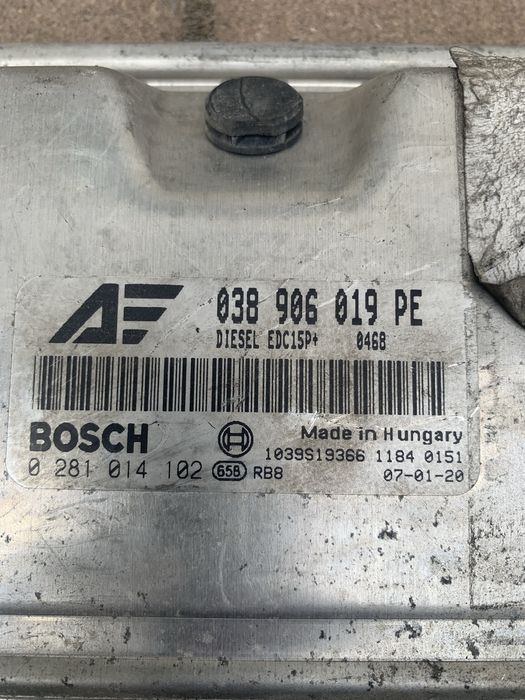 AF 038 906 019 PE
DIESEL EDC15P+ 0468
BOSCH Made in Hungary
1039S19366 1184 0151
0 281 014 102 658 RB8 07-01-20